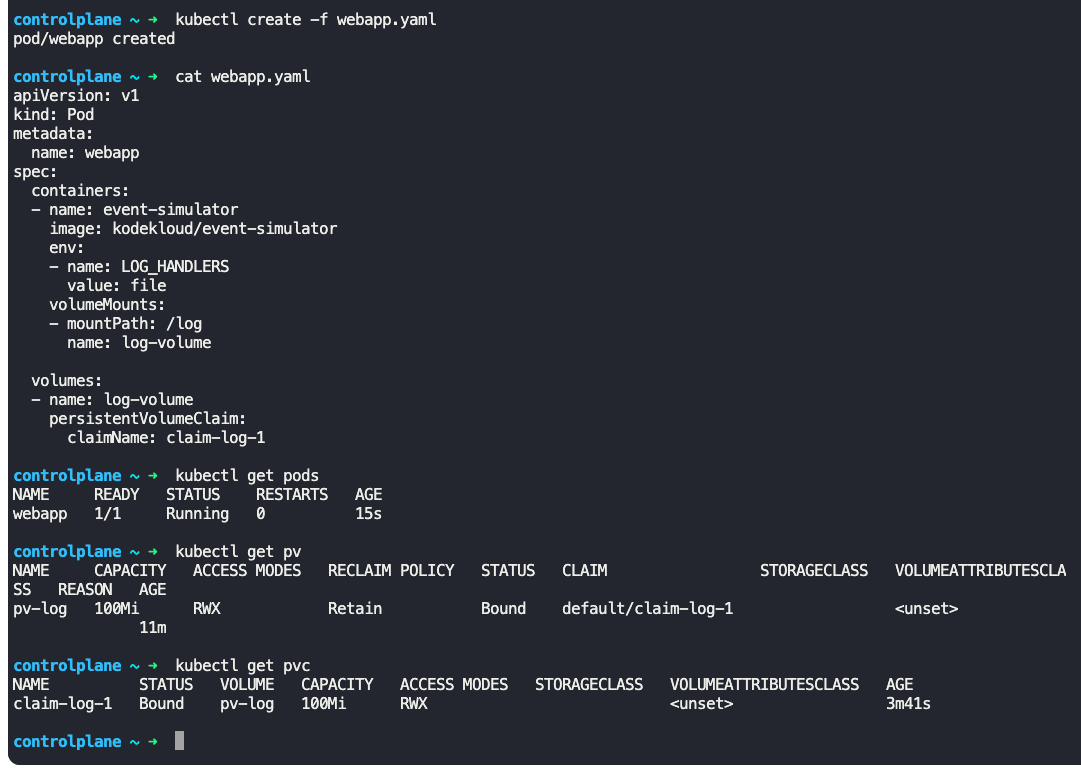 controlplane ~ ➜  kubectl create -f webapp.yaml
pod/webapp created

controlplane ~ ➜  cat webapp.yaml
apiVersion: v1
kind: Pod
metadata:
  name: webapp
spec:
  containers:
  - name: event-simulator
    image: kodekloud/event-simulator
    env:
    - name: LOG_HANDLERS
      value: file
    volumeMounts:
    - mountPath: /log
      name: log-volume

  volumes:
  - name: log-volume
    persistentVolumeClaim:
      claimName: claim-log-1

controlplane ~ ➜  kubectl get pods
NAME     READY   STATUS    RESTARTS   AGE
webapp   1/1     Running   0          15s

controlplane ~ ➜  kubectl get pv
NAME     CAPACITY   ACCESS MODES   RECLAIM POLICY   STATUS   CLAIM                 STORAGECLASS   VOLUMEATTRIBUTESCLA
SS   REASON   AGE
pv-log   100Mi      RWX            Retain           Bound    default/claim-log-1                  <unset>
              11m

controlplane ~ ➜  kubectl get pvc
NAME          STATUS   VOLUME   CAPACITY   ACCESS MODES   STORAGECLASS   VOLUMEATTRIBUTESCLASS   AGE
claim-log-1   Bound    pv-log   100Mi      RWX                           <unset>                 3m41s

controlplane ~ ➜